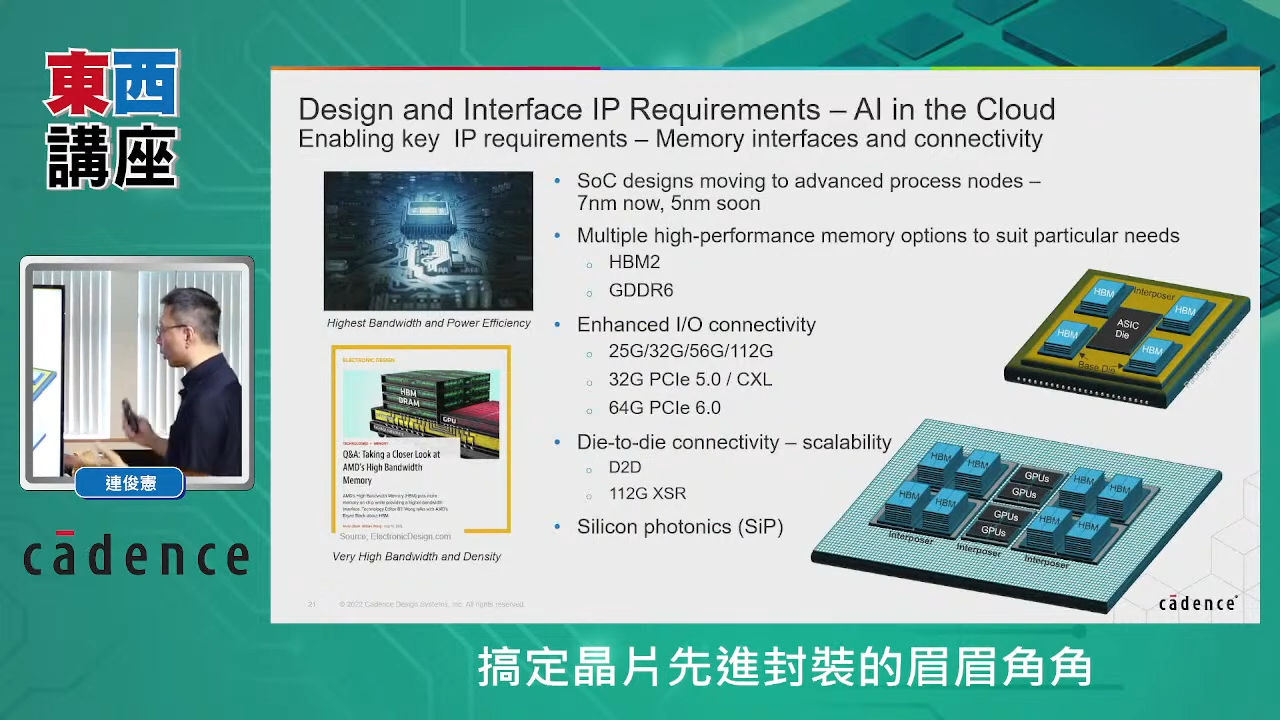 東西
講座
連俊憲
cādence
Design and Interface IP Requirements – AI in the Cloud
Enabling key IP requirements – Memory interfaces and connectivity
Highest Bandwidth and Power Efficiency
ELECTRONIC DESIGN
HBM
DRAM
GPU
TECHNOLOGIES > MEMORY
Q&A: Taking a Closer Look at
AMD's High Bandwidth
Memory
Source, ElectronicDesign.com
Very High Bandwidth and Density
• SoC designs moving to advanced process nodes –
7nm now, 5nm soon
• Multiple high-performance memory options to suit particular needs
○ HBM2
○ GDDR6
• Enhanced I/O connectivity
○ 25G/32G/56G/112G
○ 32G PCIe 5.0 / CXL
○ 64G PCIe 6.0
• Die-to-die connectivity – scalability
○ D2D
○ 112G XSR
• Silicon photonics (SiP)
HBM
Interposer
HBM
ASIC
Die
HBM
HBM
Base Die
HBM
HBM
GPUs
HBM
HBM
GPUs
HBM
HBM
GPUs
HBM
HBM
GPUs
Interposer
Interposer
Interposer
21
© 2022 Cadence Design Systems, Inc. All rights reserved.
cādence®
搞定晶片先進封裝的眉眉角角